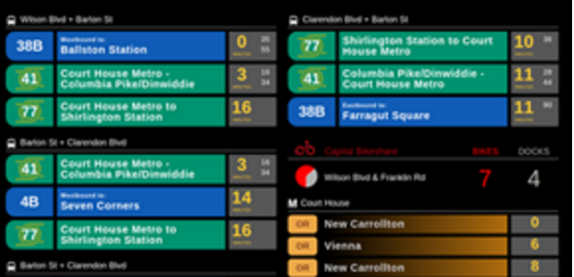 Wilson Blvd + Barton St
38B
Westbound to:
Ballston Station
0
MINUTES
35
55
41
Court House Metro -
Columbia Pike/Dinwiddie
3
MINUTES
16
34
77
Court House Metro to
Shirlington Station
16
MINUTES
Barton St + Clarendon Blvd
41
Court House Metro -
Columbia Pike/Dinwiddie
3
MINUTES
16
34
4B
Westbound to:
Seven Corners
14
MINUTES
77
Court House Metro to
Shirlington Station
16
MINUTES
Barton St + Clarendon Blvd
Clarendon Blvd + Barton St
77
Shirlington Station to Court
House Metro
10
MINUTES
36
41
Columbia Pike/Dinwiddie -
Court House Metro
11
MINUTES
44
38B
Eastbound to:
Farragut Square
11
MINUTES
Capital Bikeshare
BIKES
DOCKS
Wilson Blvd & Franklin Rd
7
4
M Court House
OR
New Carrollton
0
OR
Vienna
6
OR
New Carrollton
8